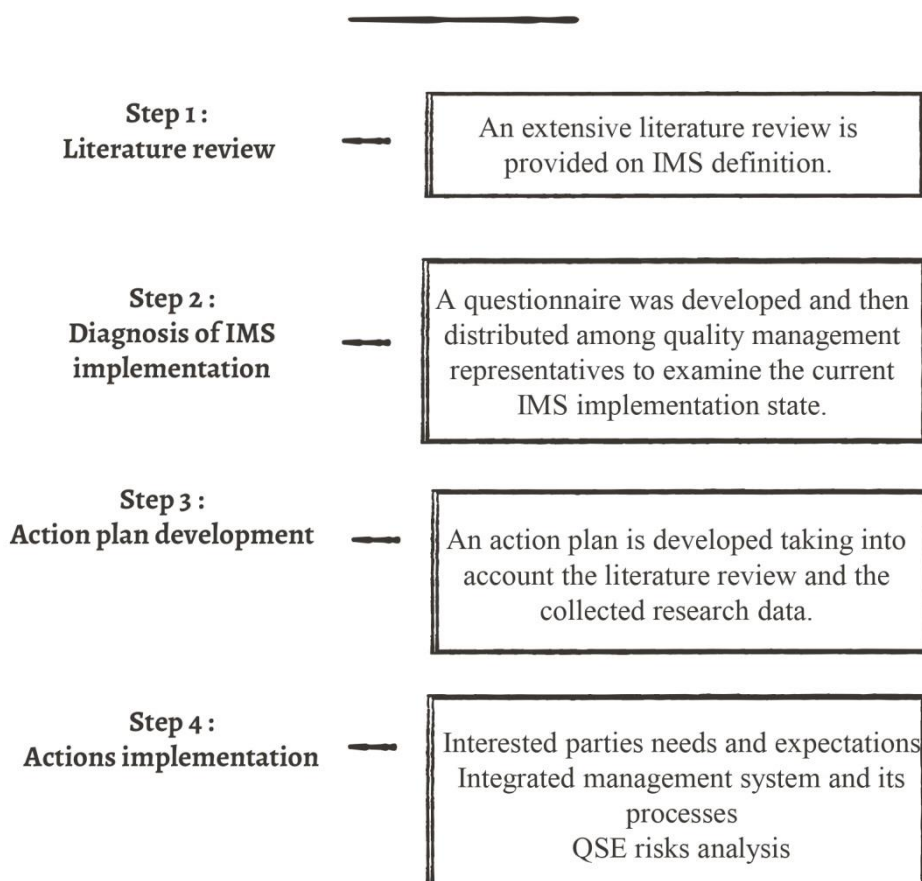 Step 1 :
Literature review
An extensive literature review is
provided on IMS definition.
Step 2 :
Diagnosis of IMS
implementation
A questionnaire was developed and then
distributed among quality management
representatives to examine the current
IMS implementation state.
Step 3 :
Action plan development
An action plan is developed taking into
account the literature review and the
collected research data.
Step 4 :
Actions implementation
Interested parties needs and expectations
Integrated management system and its
processes
QSE risks analysis